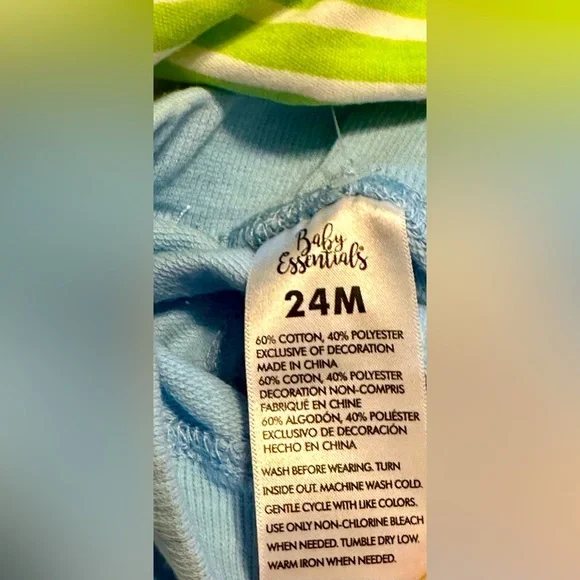 Baby
Essentials®
24M
60% COTTON, 40% POLYESTER
EXCLUSIVE OF DECORATION
MADE IN CHINA
60% COTON, 40% POLYESTER
DECORATION NON-COMPRIS
FABRIQUÉ EN CHINE
60% ALGODÓN, 40% POLIÉSTER
EXCLUSIVO DE DECORACIÓN
HECHO EN CHINA
WASH BEFORE WEARING. TURN
INSIDE OUT. MACHINE WASH COLD.
GENTLE CYCLE WITH LIKE COLORS.
USE ONLY NON-CHLORINE BLEACH
WHEN NEEDED. TUMBLE DRY LOW.
WARM IRON WHEN NEEDED.